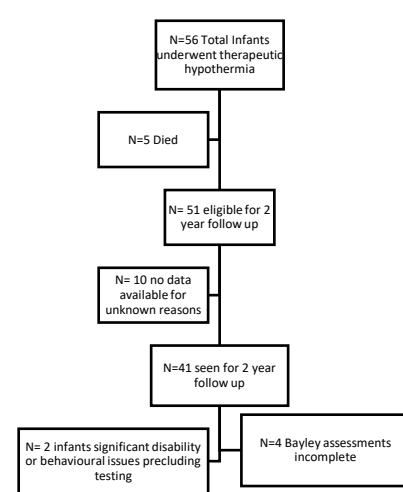 N=56 Total Infants
underwent therapeutic
hypothermia
N=5 Died
N= 51 eligible for 2
year follow up
N= 10 no data
available for
unknown reasons
N=41 seen for 2 year
follow up
N= 2 infants significant disability
or behavioural issues precluding
testing
N=4 Bayley assessments
incomplete